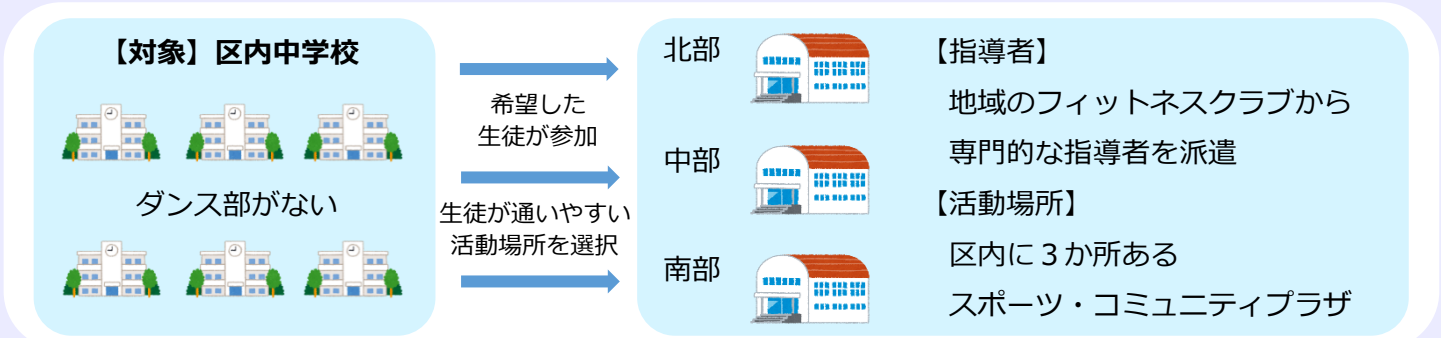 【対象】区内中学校
ダンス部がない
希望した
生徒が参加
生徒が通いやすい
活動場所を選択
北部
中部
南部
【指導者】
地域のフィットネスクラブから
専門的な指導者を派遣
【活動場所】
区内に３か所ある
スポーツ・コミュニティプラザ